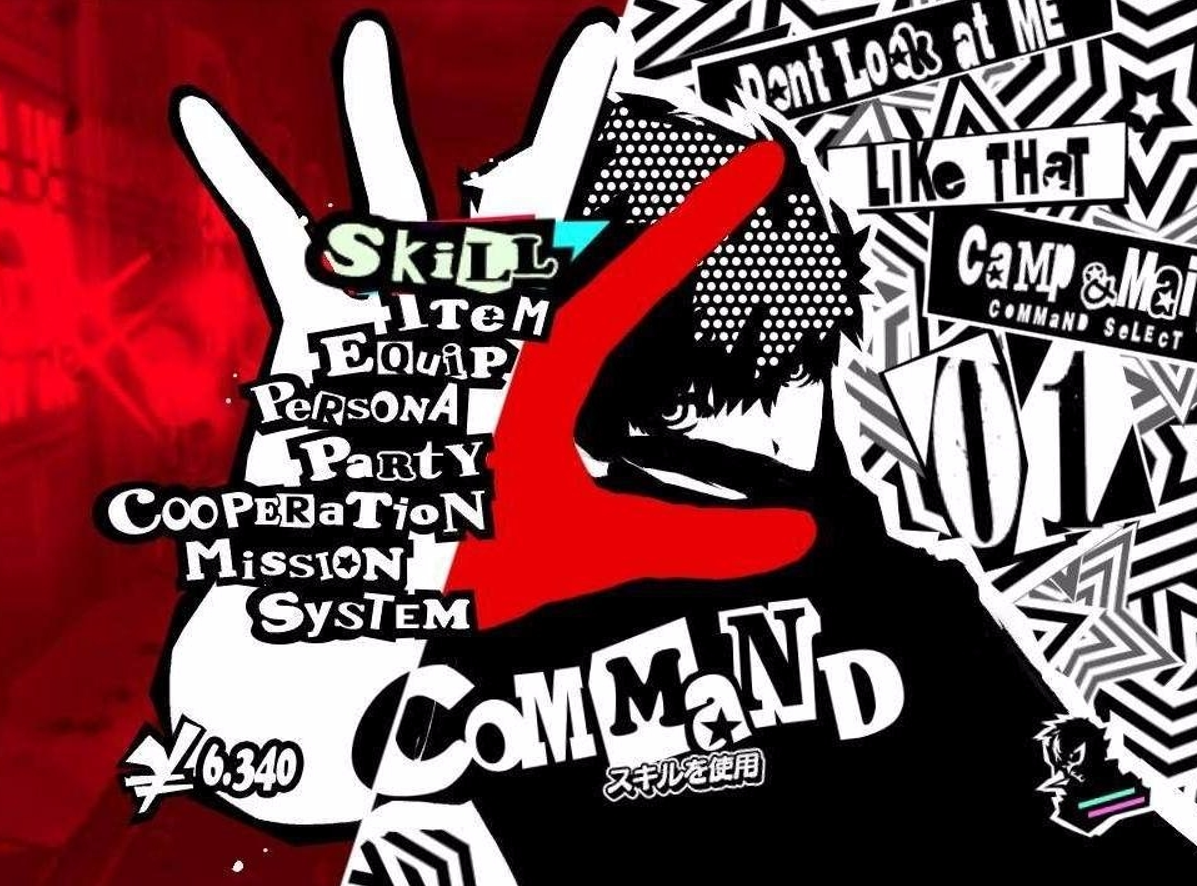 Dont Look at ME
LIKe THaT
CaMp & Mai
CoMMaND SeLEcT
01
SkiLL
ITeM
EQuiP.
PeRSONA
PaRtY
COOPERaTioN
MissiON
SysTEM
¥6.340
CoMMaND
スキルを使用